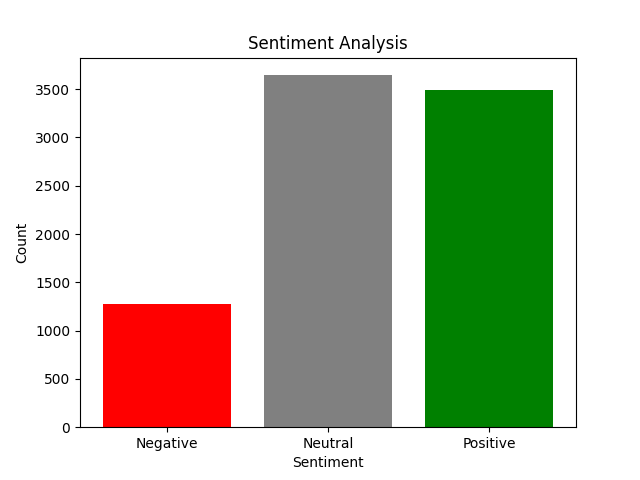 Sentiment Analysis
Count
3500
3000
2500
2000
1500
1000
500
0
Negative
Neutral
Positive
Sentiment